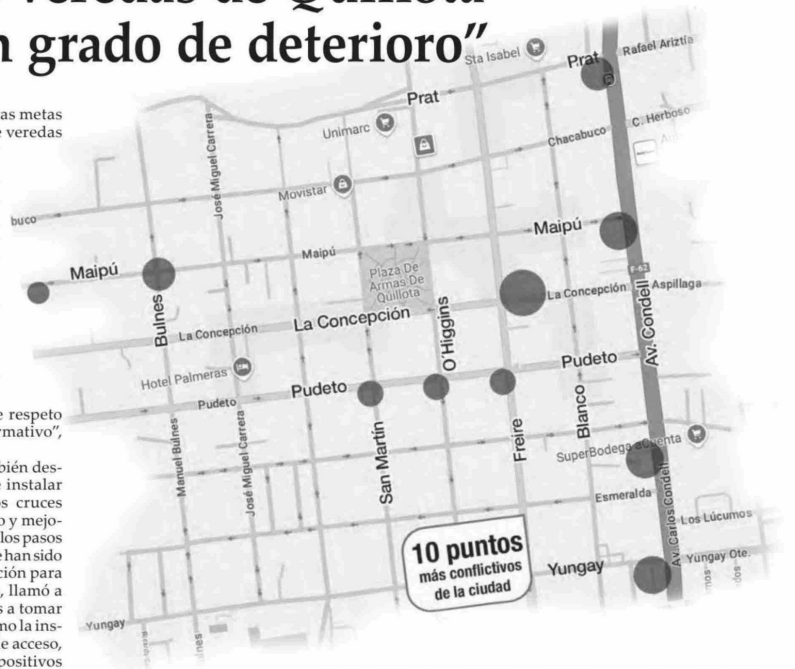 veredas de Quillota
n grado de deterioro”
as metas
e veredas
e respeto
rmativo”,
bién des-
e instalar
os cruces
o y mejo-
los pasos
e han sido
ción para
, llamó a
s a tomar
mo la ins-
e acceso,
positivos
Sta Isabel
Prat
Rafael Ariztía
Prat
Unimarc
Chacabuco
C. Herboso
José Miguel Carrera
Movistar
buco
Maipú
Maipú
Maipú
Plaza De
Armas De
Quillota
F-62
La Concepción
Aspillaga
Bulnes
La Concepción
La Concepción
O'Higgins
Av. Condell
Hotel Palmeras
Pudeto
Pudeto
Pudeto
Manuel Bulnes
José Miguel Carrera
San Martín
Freire
Blanco
SuperBodega aCuenta
Esmeralda
Av. Carlos Condell
Los Lúcumos
10 puntos
más conflictivos
de la ciudad
Yungay
Yungay Ote.
Yungay
lnes